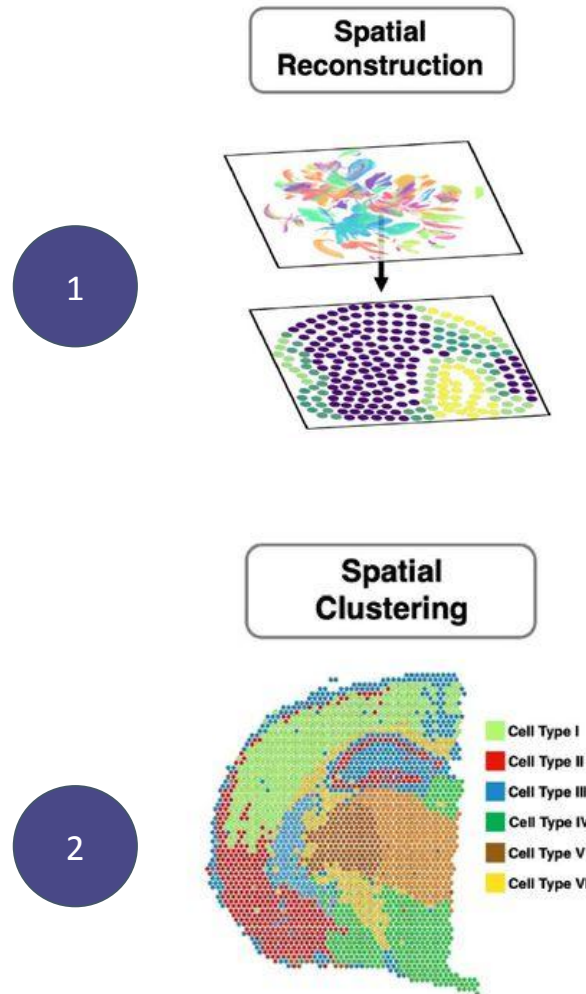 Spatial
Reconstruction
1
Spatial
Clustering
2
Cell Type I
Cell Type II
Cell Type III
Cell Type IV
Cell Type V
Cell Type VI